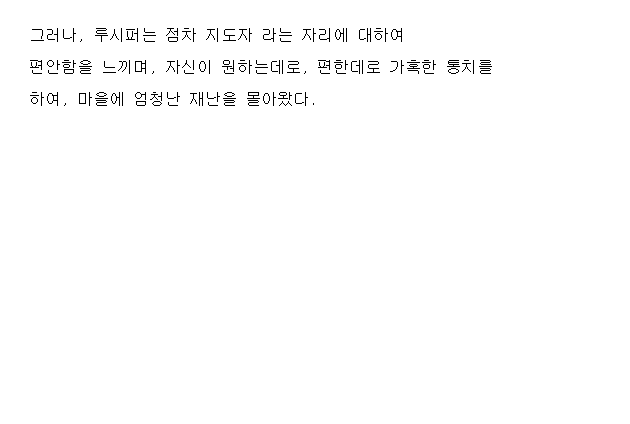 그러나, 루시퍼는 점차 지도자 라는 자리에 대하여
편안함을 느끼며, 자신이 원하는데로, 편한데로 가혹한 통치를
하여, 마을에 엄청난 재난을 몰아왔다.